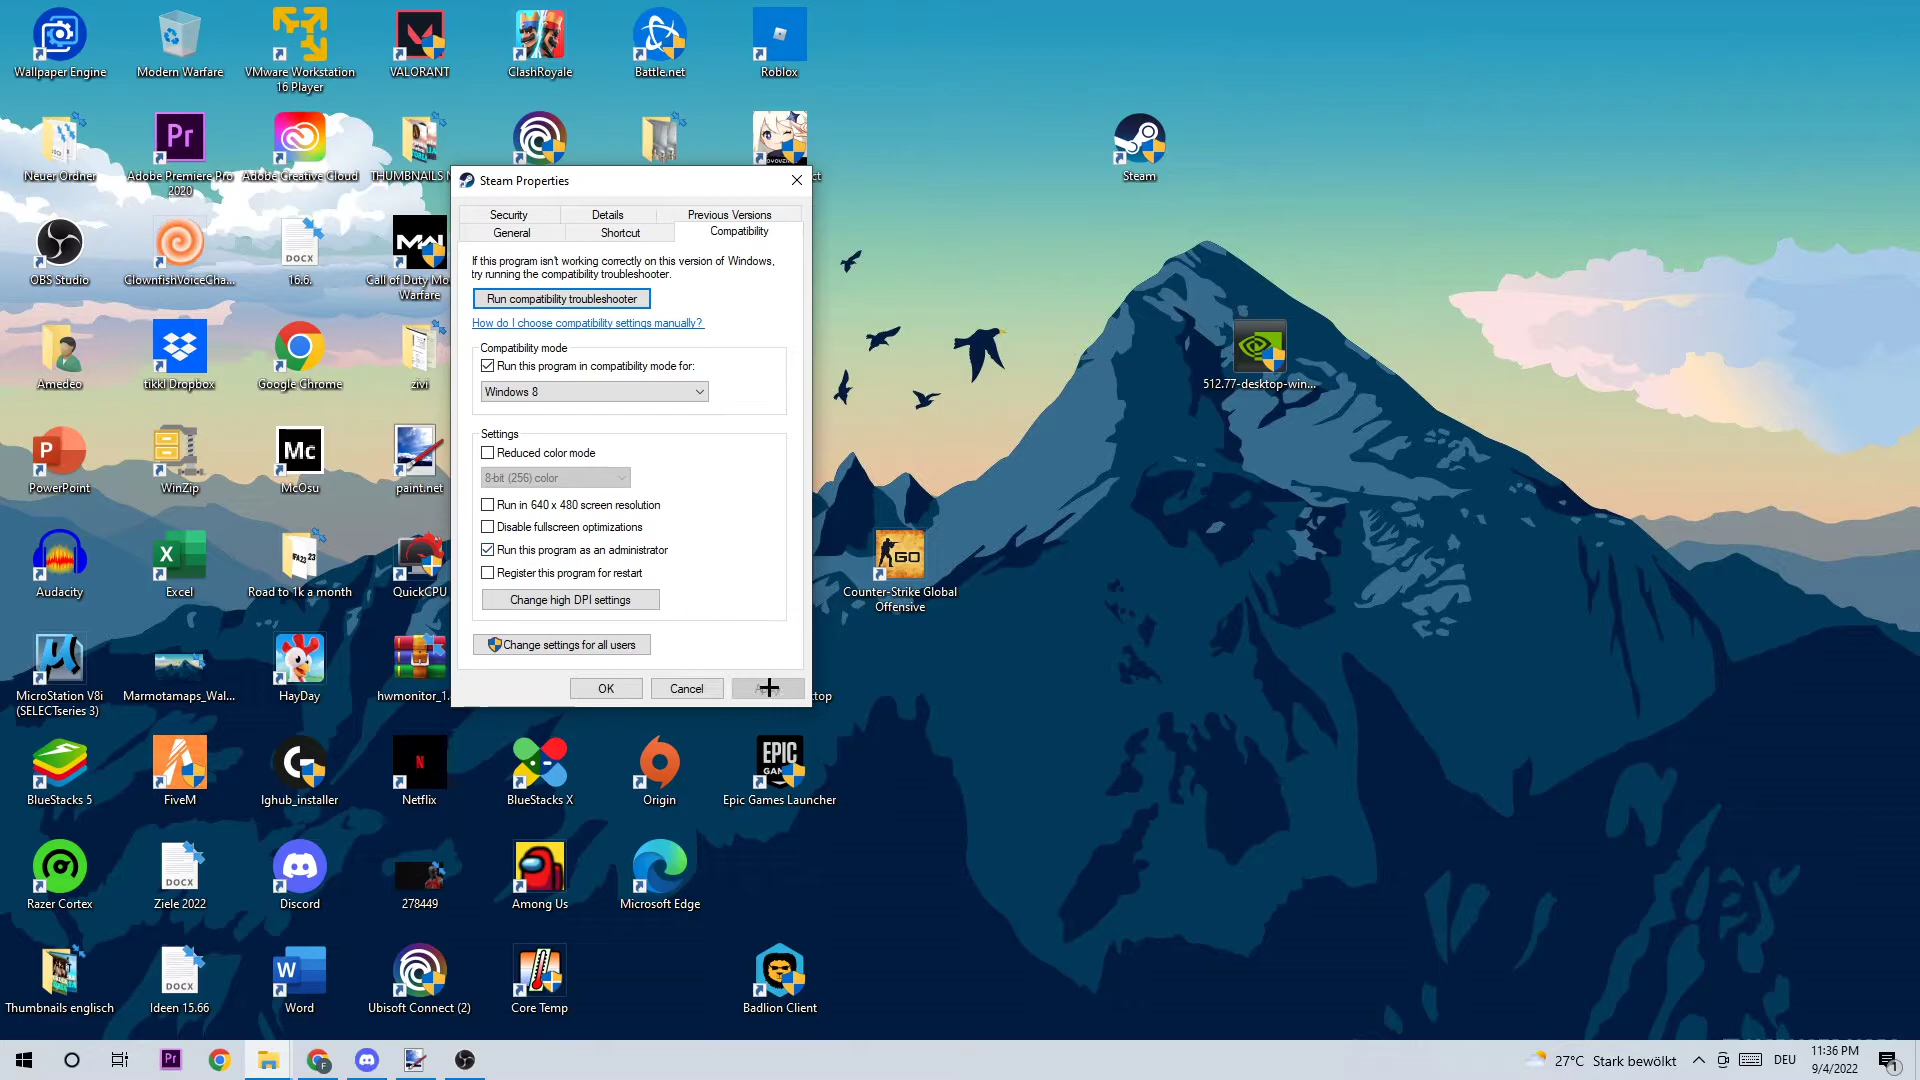 Wallpaper Engine
Modern Warfare
VMware Workstation
16 Player
VALORANT
ClashRoyale
Battle.net
Roblox
Neuer Ordner
Pr
Adobe Premiere Pro
2020
Adobe Creative Cloud
THUMBNAILS
Steam
OBS Studio
ClownfishVoiceCha...
DOCX
16.6.
Call of Duty Mo
Warfare
Amedeo
tikkl Dropbox
Google Chrome
zivi
P
PowerPoint
WinZip
Mc
McOsu
paint.net
Audacity
X
Excel
Road to 1k a month
QuickCPU
MicroStation V8i
(SELECTseries 3)
Marmotamaps_Wal...
HayDay
hwmonitor_1.
top
BlueStacks 5
FiveM
G
lghub_installer
N
Netflix
BlueStacks X
Origin
EPIC
Epic Games Launcher
Razer Cortex
DOCX
Ziele 2022
Discord
278449
Among Us
Microsoft Edge
Thumbnails englisch
DOCX
Ideen 15.66
W
Word
Ubisoft Connect (2)
Core Temp
Badlion Client
512.77-desktop-win...
GO
Counter-Strike Global
Offensive
Steam Properties
Security
Details
Previous Versions
General
Shortcut
Compatibility
If this program isn't working correctly on this version of Windows,
try running the compatibility troubleshooter.
Run compatibility troubleshooter
How do I choose compatibility settings manually?
Compatibility mode
Run this program in compatibility mode for:
Windows 8
Settings
Reduced color mode
8-bit (256) color
Run in 640 x 480 screen resolution
Disable fullscreen optimizations
Run this program as an administrator
Register this program for restart
Change high DPI settings
Change settings for all users
OK
Cancel
Pr
F
27°C Stark bewölkt
DEU
11:36 PM
9/4/2022
1